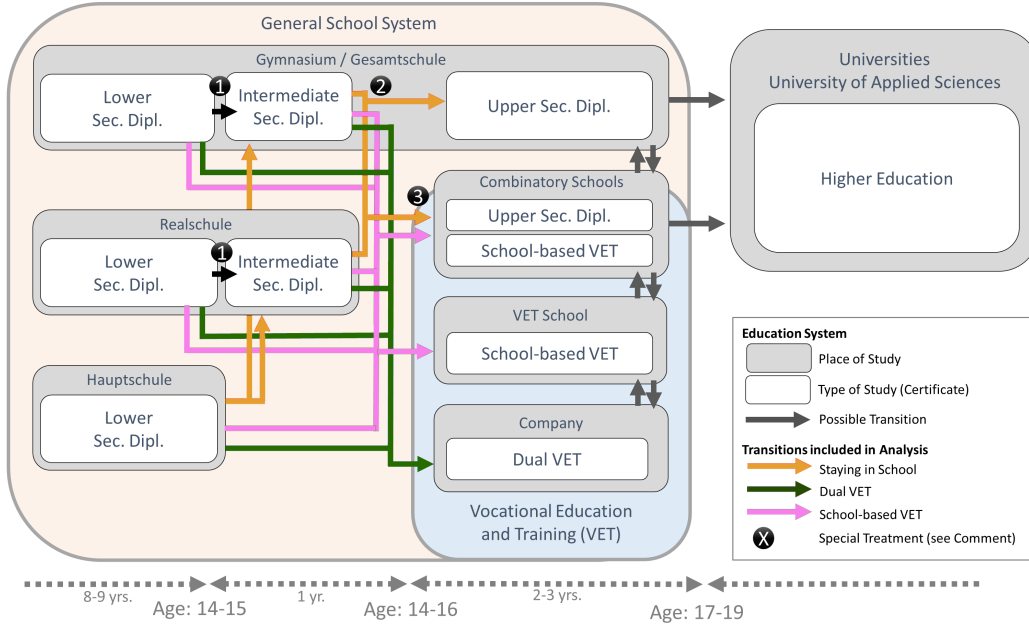 General School System
Gymnasium / Gesamtschule
Lower
Sec. Dipl.
1
Intermediate
Sec. Dipl.
2
Upper Sec. Dipl.
Universities
University of Applied Sciences
Higher Education
Realschule
Lower
Sec. Dipl.
1
Intermediate
Sec. Dipl.
3
Combinatory Schools
Upper Sec. Dipl.
School-based VET
VET School
School-based VET
Hauptschule
Lower
Sec. Dipl.
Company
Dual VET
Vocational Education
and Training (VET)
Education System
Place of Study
Type of Study (Certificate)
Possible Transition
Transitions included in Analysis
Staying in School
Dual VET
School-based VET
X Special Treatment (see Comment)
8-9 yrs.
Age: 14-15
1 yr.
Age: 14-16
2-3 yrs.
Age: 17-19